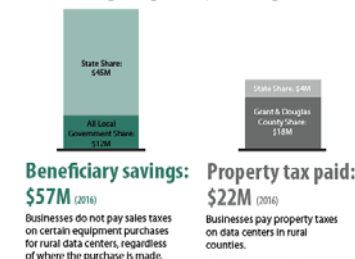 State Share:
$45M
All Local
Government Share:
$12M
State Share: $4M
Grant & Douglas
County Share:
$18M
Beneficiary savings:
$57M (2016)
Businesses do not pay sales taxes
on certain equipment purchases
for rural data centers, regardless
of where the purchase is made.
Property tax paid:
$22M (2016)
Businesses pay property taxes
on data centers in rural
counties.